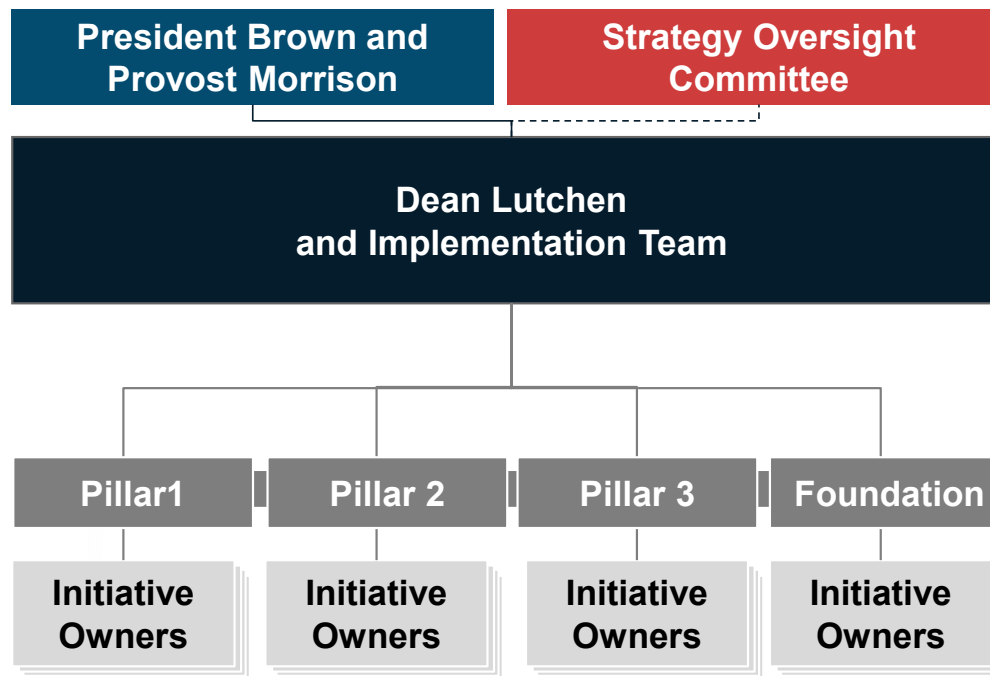 President Brown and
Provost Morrison
Strategy Oversight
Committee
Dean Lutchen
and Implementation Team
Pillar1
Pillar 2
Pillar 3
Foundation
Initiative
Owners
Initiative
Owners
Initiative
Owners
Initiative
Owners